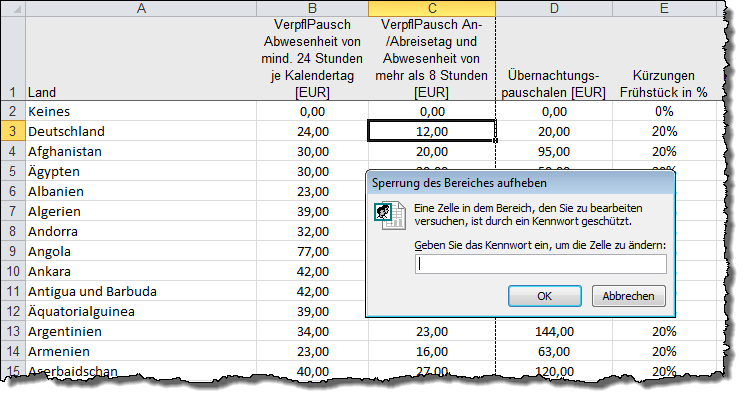 A B C D E
1 Land VerpflPausch Abwesenheit von mind. 24 Stunden je Kalendertag [EUR] VerpflPausch An-/Abreisetag und Abwesenheit von mehr als 8 Stunden [EUR] Übernachtungs-pauschalen [EUR] Kürzungen Frühstück in %
2 Keines 0,00 0,00 0,00 0%
3 Deutschland 24,00 12,00 20,00 20%
4 Afghanistan 30,00 20,00 95,00 20%
5 Ägypten 30,00
6 Albanien 23,00
7 Algerien 39,00
8 Andorra 32,00
9 Angola 77,00
10 Ankara 42,00
11 Antigua und Barbuda 42,00
12 Äquatorialguinea 39,00
13 Argentinien 34,00 23,00 144,00 20%
14 Armenien 23,00 16,00 63,00 20%
15 Aserbaidschan 40,00 27,00 120,00 20%
Sperrung des Bereiches aufheben
Eine Zelle in dem Bereich, den Sie zu bearbeiten
versuchen, ist durch ein Kennwort geschützt.
Geben Sie das Kennwort ein, um die Zelle zu ändern:
OK Abbrechen